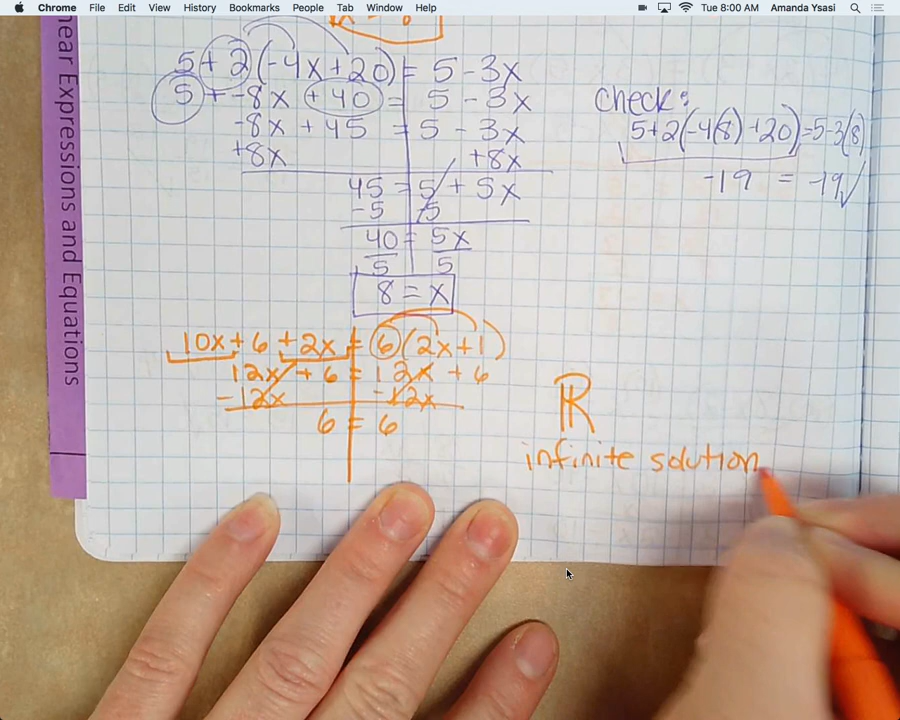 Chrome File Edit View History Bookmarks People Tab Window Help Tue 8:00 AM Amanda Ysasi
near Expressions and Equations
5 + 2(-4x + 20) = 5 - 3x
5 + -8x + 40 = 5 - 3x
-8x + 45 = 5 - 3x
+8x +8x
45 = 5 + 5x
-5 -5
40 = 5x
5 5
8 = x
check:
5+2(-4(8) +20) = 5-3(8)
-19 = -19 ✓
10x + 6 + 2x = 6(2x+1)
12x + 6 = 12x + 6
-12x -12x
6 = 6
ℝ
infinite solution